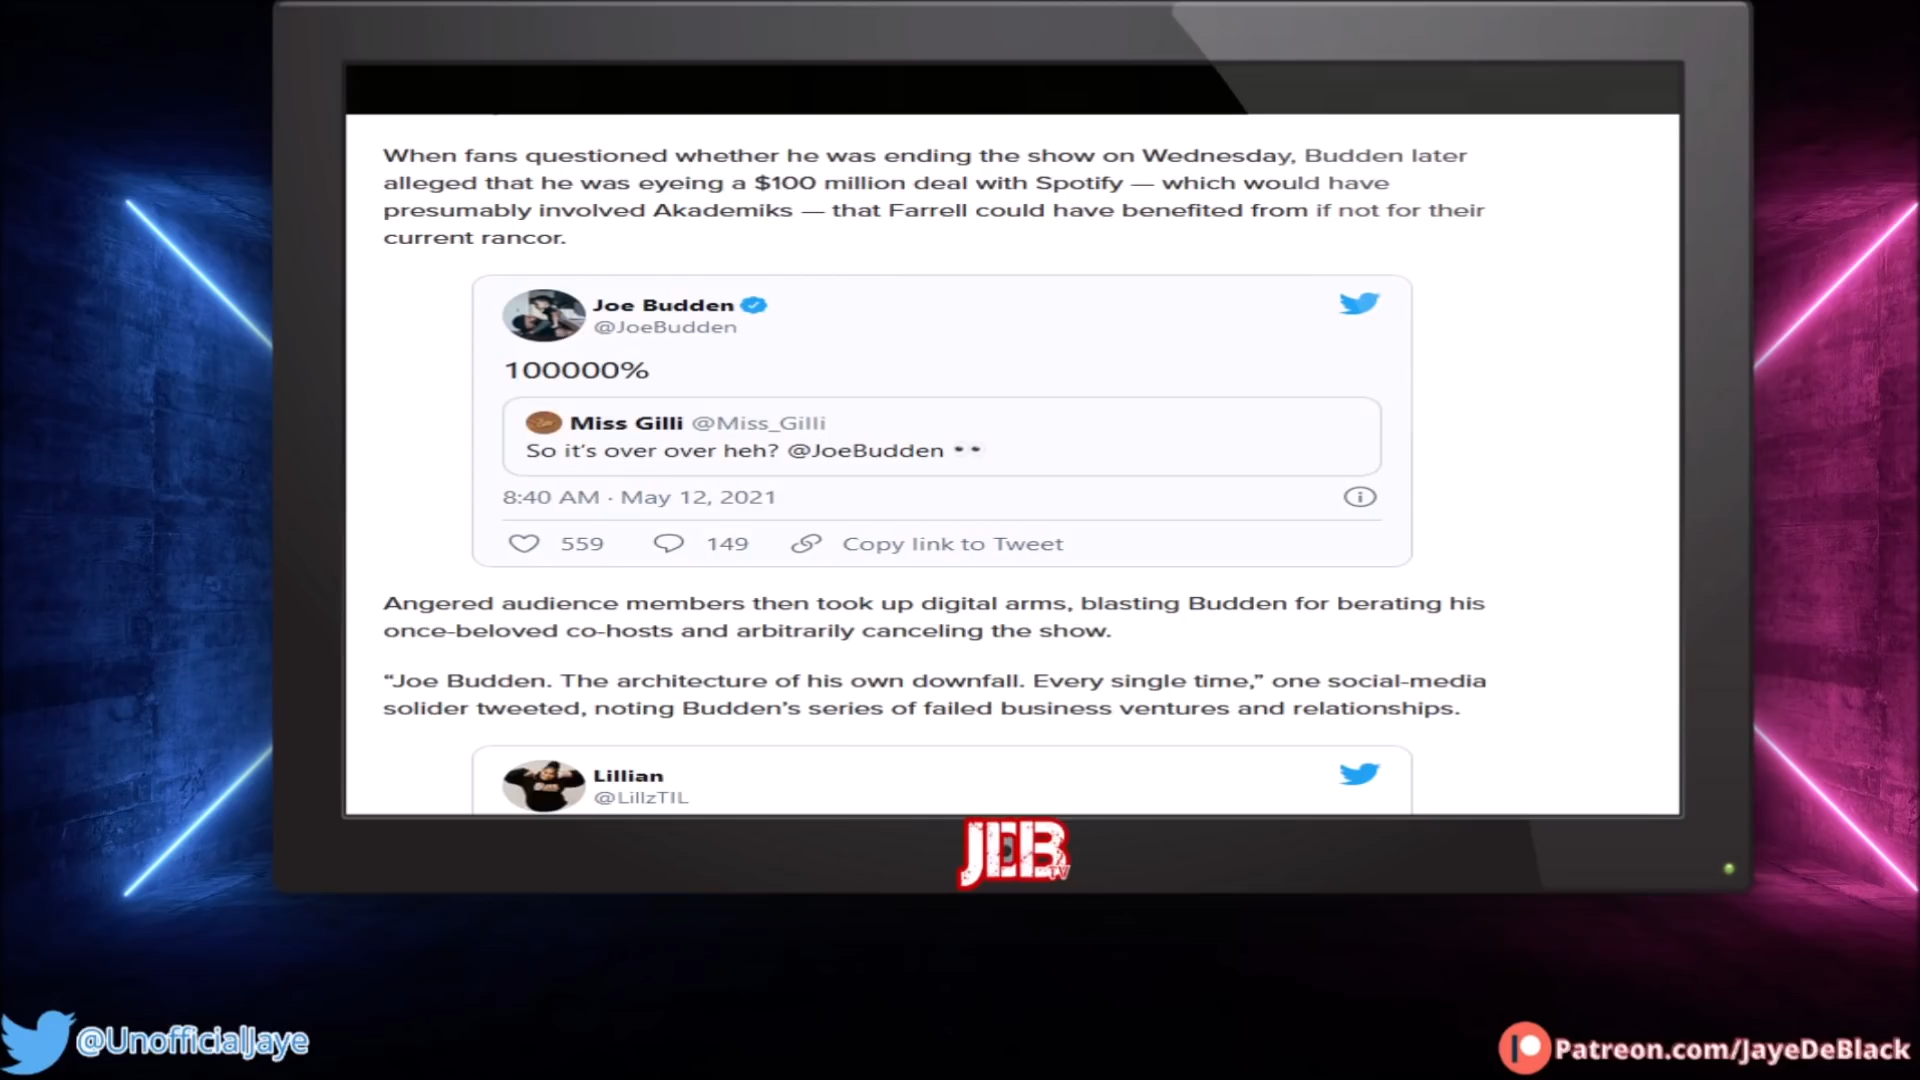 When fans questioned whether he was ending the show on Wednesday, Budden later
alleged that he was eyeing a $100 million deal with Spotify — which would have
presumably involved Akademiks — that Farrell could have benefited from if not for their
current rancor.
Joe Budden
@JoeBudden
100000%
Miss Gilli @Miss_Gilli
So it's over over heh? @JoeBudden 👀
8:40 AM · May 12, 2021
559 149 Copy link to Tweet
Angered audience members then took up digital arms, blasting Budden for berating his
once-beloved co-hosts and arbitrarily canceling the show.
“Joe Budden. The architecture of his own downfall. Every single time,” one social-media
solider tweeted, noting Budden’s series of failed business ventures and relationships.
Lillian
@LillzTIL
JEB
TV
@UnofficialJaye
Patreon.com/JayeDeBlack